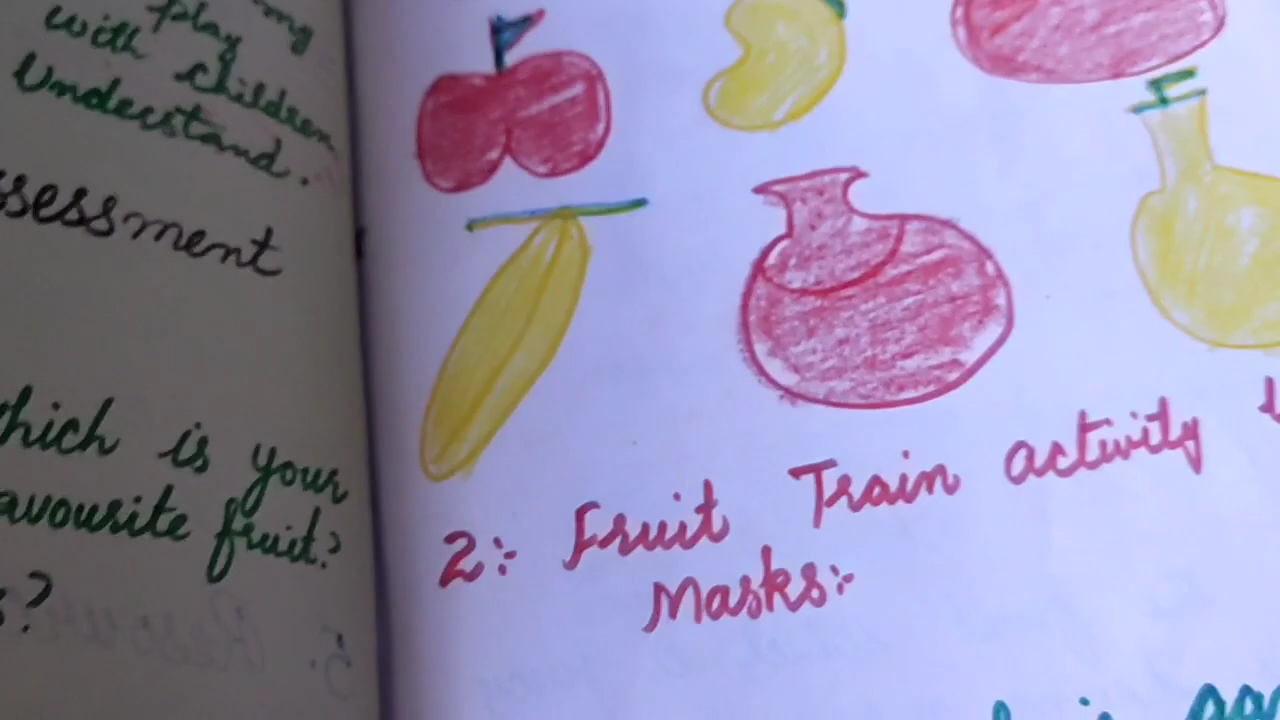 play
with children
Understand.
ssessment
hich is your
avourite fruit?
?
2:- Fruit Train activity
Masks:-